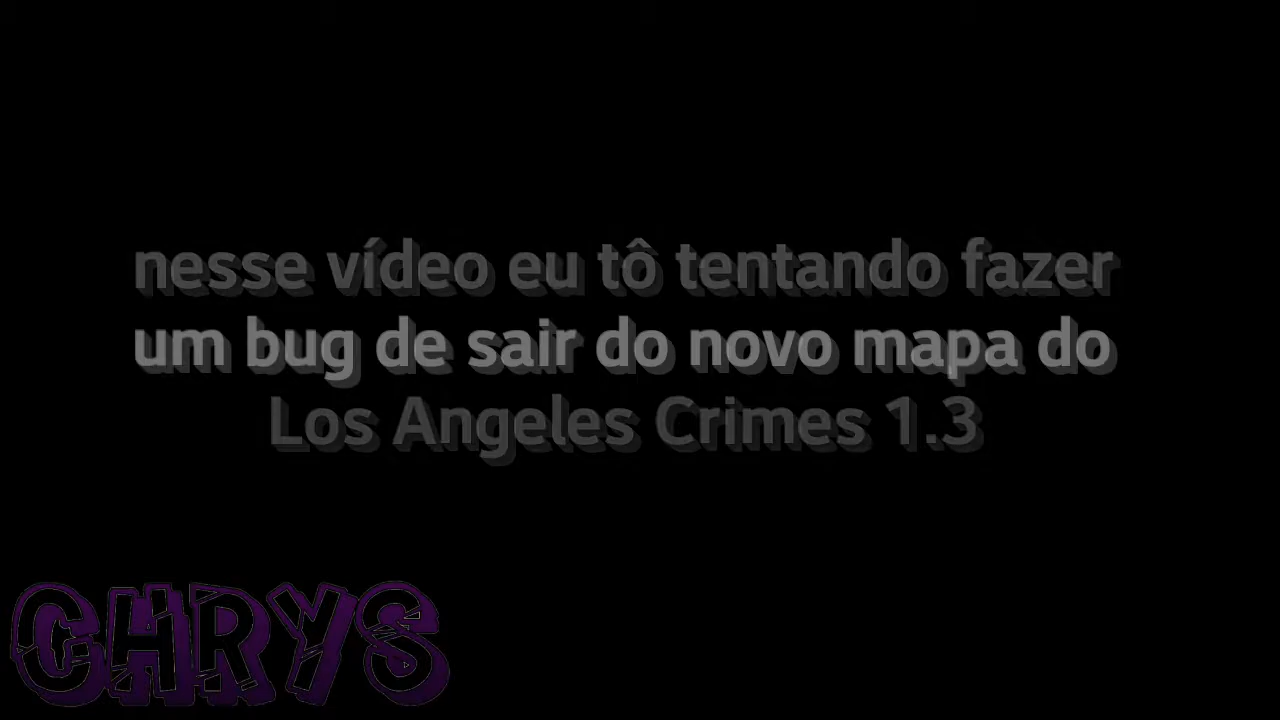 nesse vídeo eu tô tentando fazer
um bug de sair do novo mapa do
Los Angeles Crimes 1.3
CHRYS